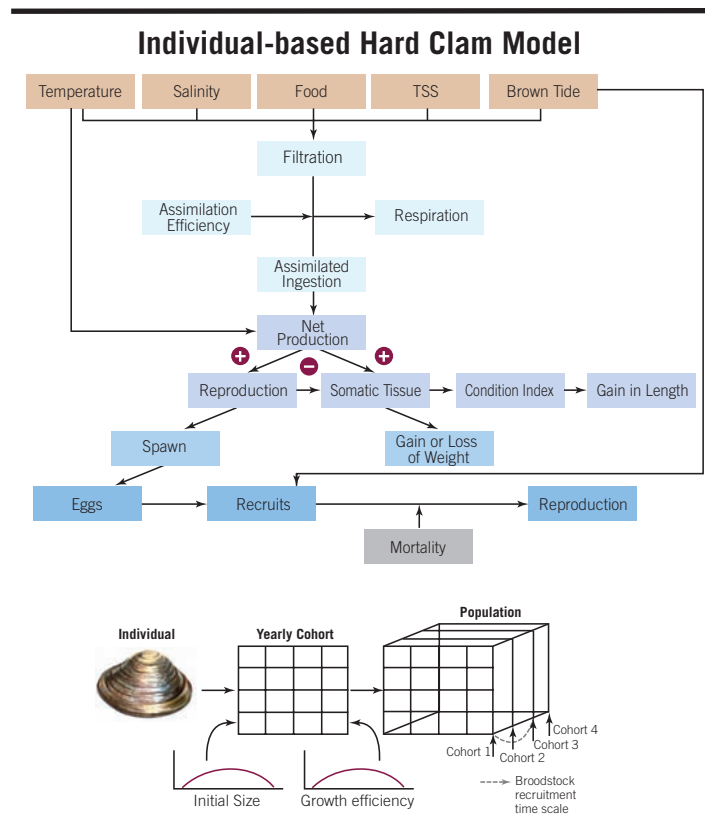 Individual-based Hard Clam Model
Temperature
Salinity
Food
TSS
Brown Tide
Filtration
Assimilation
Efficiency
Respiration
Assimilated
Ingestion
Net
Production
+
−
+
Reproduction
Somatic Tissue
Condition Index
Gain in Length
Spawn
Gain or Loss
of Weight
Eggs
Recruits
Reproduction
Mortality
Individual
Yearly Cohort
Population
Cohort 1
Cohort 2
Cohort 3
Cohort 4
Initial Size
Growth efficiency
Broodstock
recruitment
time scale